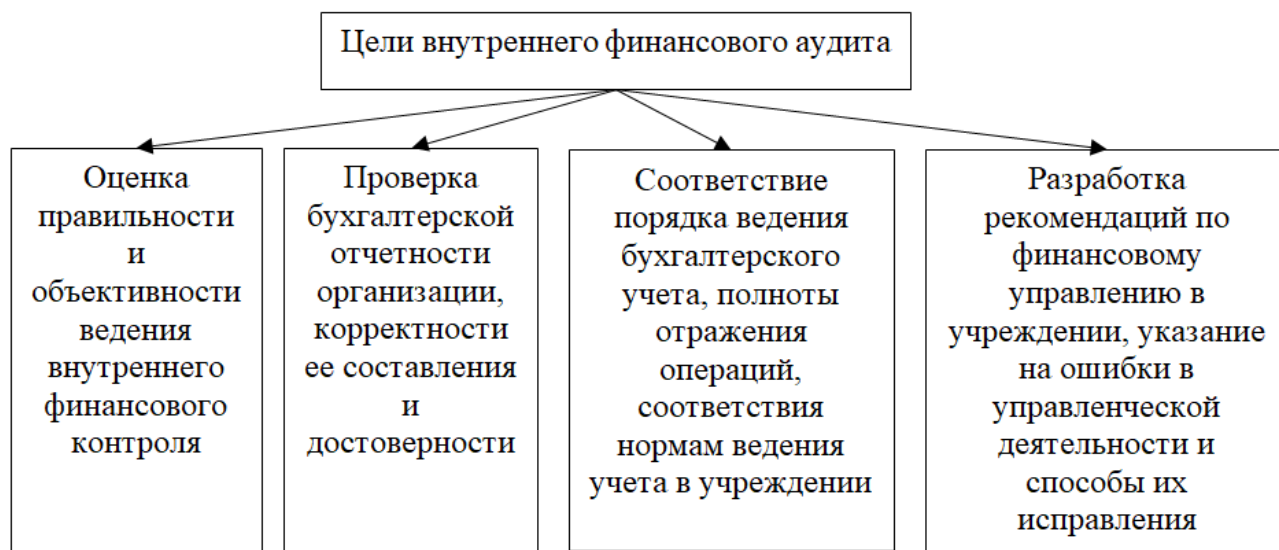 Цели внутреннего финансового аудита
Оценка
правильности
и
объективности
ведения
внутреннего
финансового
контроля
Проверка
бухгалтерской
отчетности
организации,
корректности
ее составления
и
достоверности
Соответствие
порядка ведения
бухгалтерского
учета, полноты
отражения
операций,
соответствия
нормам ведения
учета в учреждении
Разработка
рекомендаций по
финансовому
управлению в
учреждении, указание
на ошибки в
управленческой
деятельности и
способы их
исправления